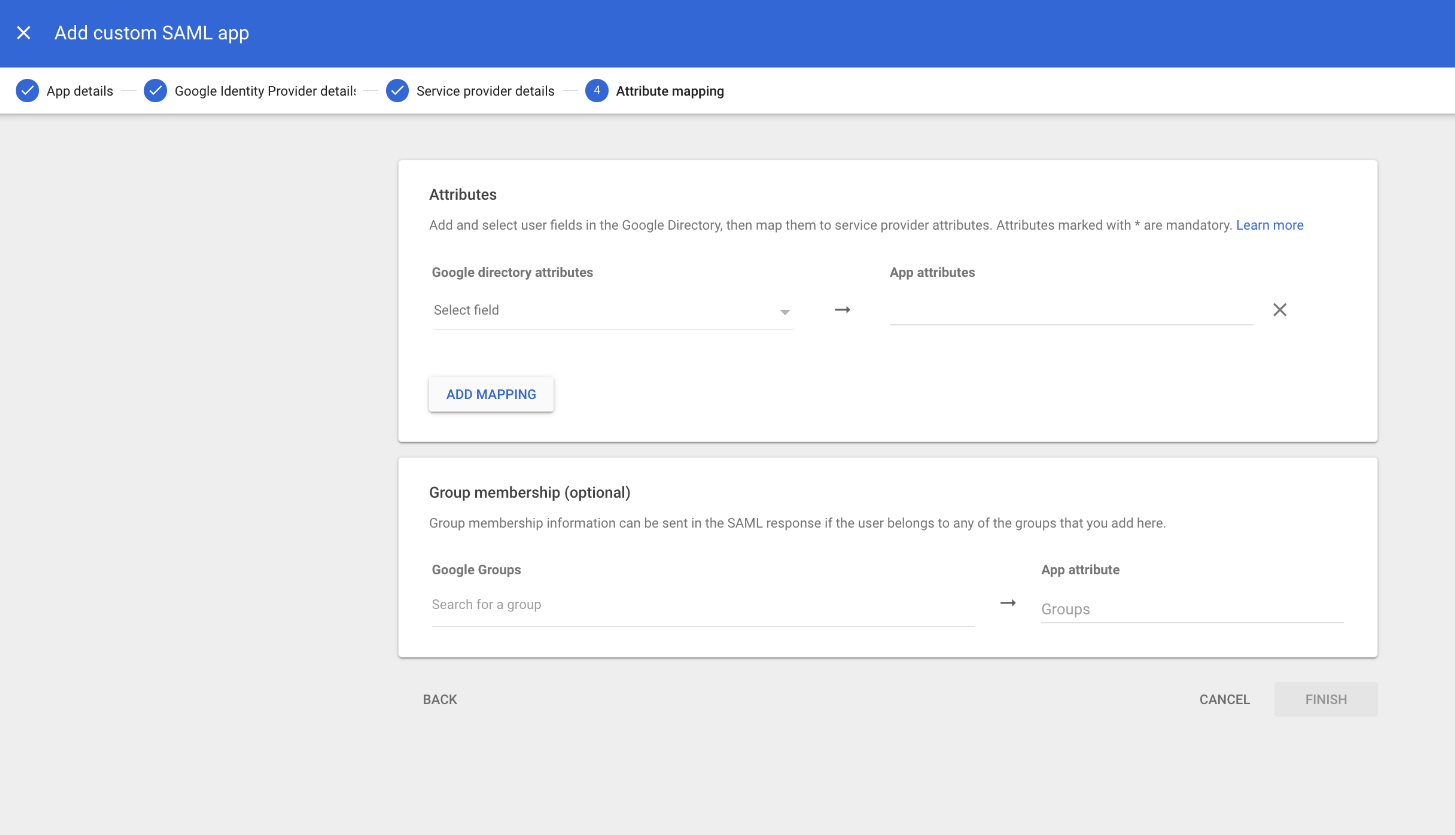 Add custom SAML app
App details
Google Identity Provider details
Service provider details
4
Attribute mapping
Attributes
Add and select user fields in the Google Directory, then map them to service provider attributes. Attributes marked with * are mandatory. Learn more
Google directory attributes
App attributes
Select field
ADD MAPPING
Group membership (optional)
Group membership information can be sent in the SAML response if the user belongs to any of the groups that you add here.
Google Groups
App attribute
Search for a group
Groups
BACK
CANCEL
FINISH